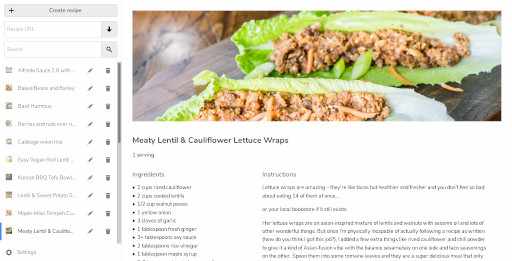 + Create recipe
Recipe URL
Search
Alfredo Sauce 2.0 with ...
Baked Beans and Barley
Basil Hummus
Berries and nuts over ri...
Cabbage onion rice
Easy Vegan Red Lentil ...
Korean BBQ Tofu Bowl...
Lentil & Sweet Potato S...
Maple-Miso Tempeh Cu...
Meaty Lentil & Cauliflo...
Settings
Meaty Lentil & Cauliflower Lettuce Wraps
1 serving
Ingredients
• 2 cups riced cauliflower
• 2 cups cooked lentils
• 1/2 cup walnut pieces
• 1 yellow onion
• 3 cloves of garlic
• 1 tablespoon fresh ginger
• 3+ tablespoons soy sauce
• 2 tablespoons rice vinegar
• 1 tablespoon maple syrup
Instructions
Lettuce wraps are amazing – they're like tacos but healthier and fresher and you don't feel so bad
about eating 14 of them at once...
or your local bookstore if it still exists.
Her lettuce wraps are an asian-inspired mixture of lentils and walnuts with sesame oil and lots of
other wonderful things. But since I'm physically incapable of actually following a recipe as written
(how do you think I got this job?), I added a few extra things like riced cauliflower and chili powder
to give it a kind of Asian-fusion vibe with the balance sesame/soy on one side and taco seasonings
on the other. Spoon them into some romaine leaves and they are a super delicious meal that only